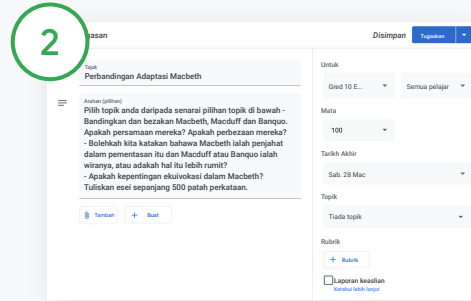 2
gasan
Disimpan
Tugaskan
Tajuk
Perbandingan Adaptasi Macbeth
Arahan (pilihan)
Pilih topik anda daripada senarai pilihan topik di bawah -
Bandingkan dan bezakan Macbeth, Macduff dan Banquo.
Apakah persamaan mereka? Apakah perbezaan mereka?
- Bolehkah kita katakan bahawa Macbeth ialah penjahat
dalam pementasan itu dan Macduff atau Banquo ialah
wiranya, atau adakah hal itu lebih rumit?
- Apakah kepentingan ekuivokasi dalam Macbeth?
Tuliskan esei sepanjang 500 patah perkataan.
Tambah
+ Buat
Untuk
Gred 10 E...
Semua pelajar
Mata
100
Tarikh Akhir
Sab. 28 Mac
Topik
Tiada topik
Rubrik
+ Rubrik
Laporan keaslian
Ketahui lebih lanjut